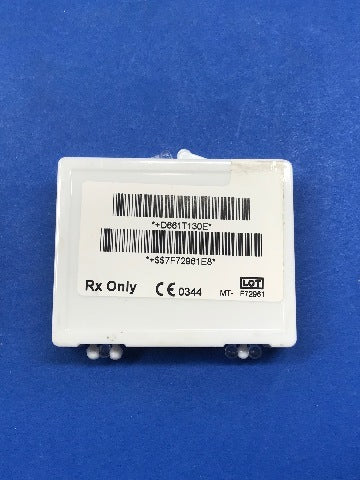 *+D661T130E*
*+$$7F72961E8*
Rx Only CE 0344 MT- LOT F72961